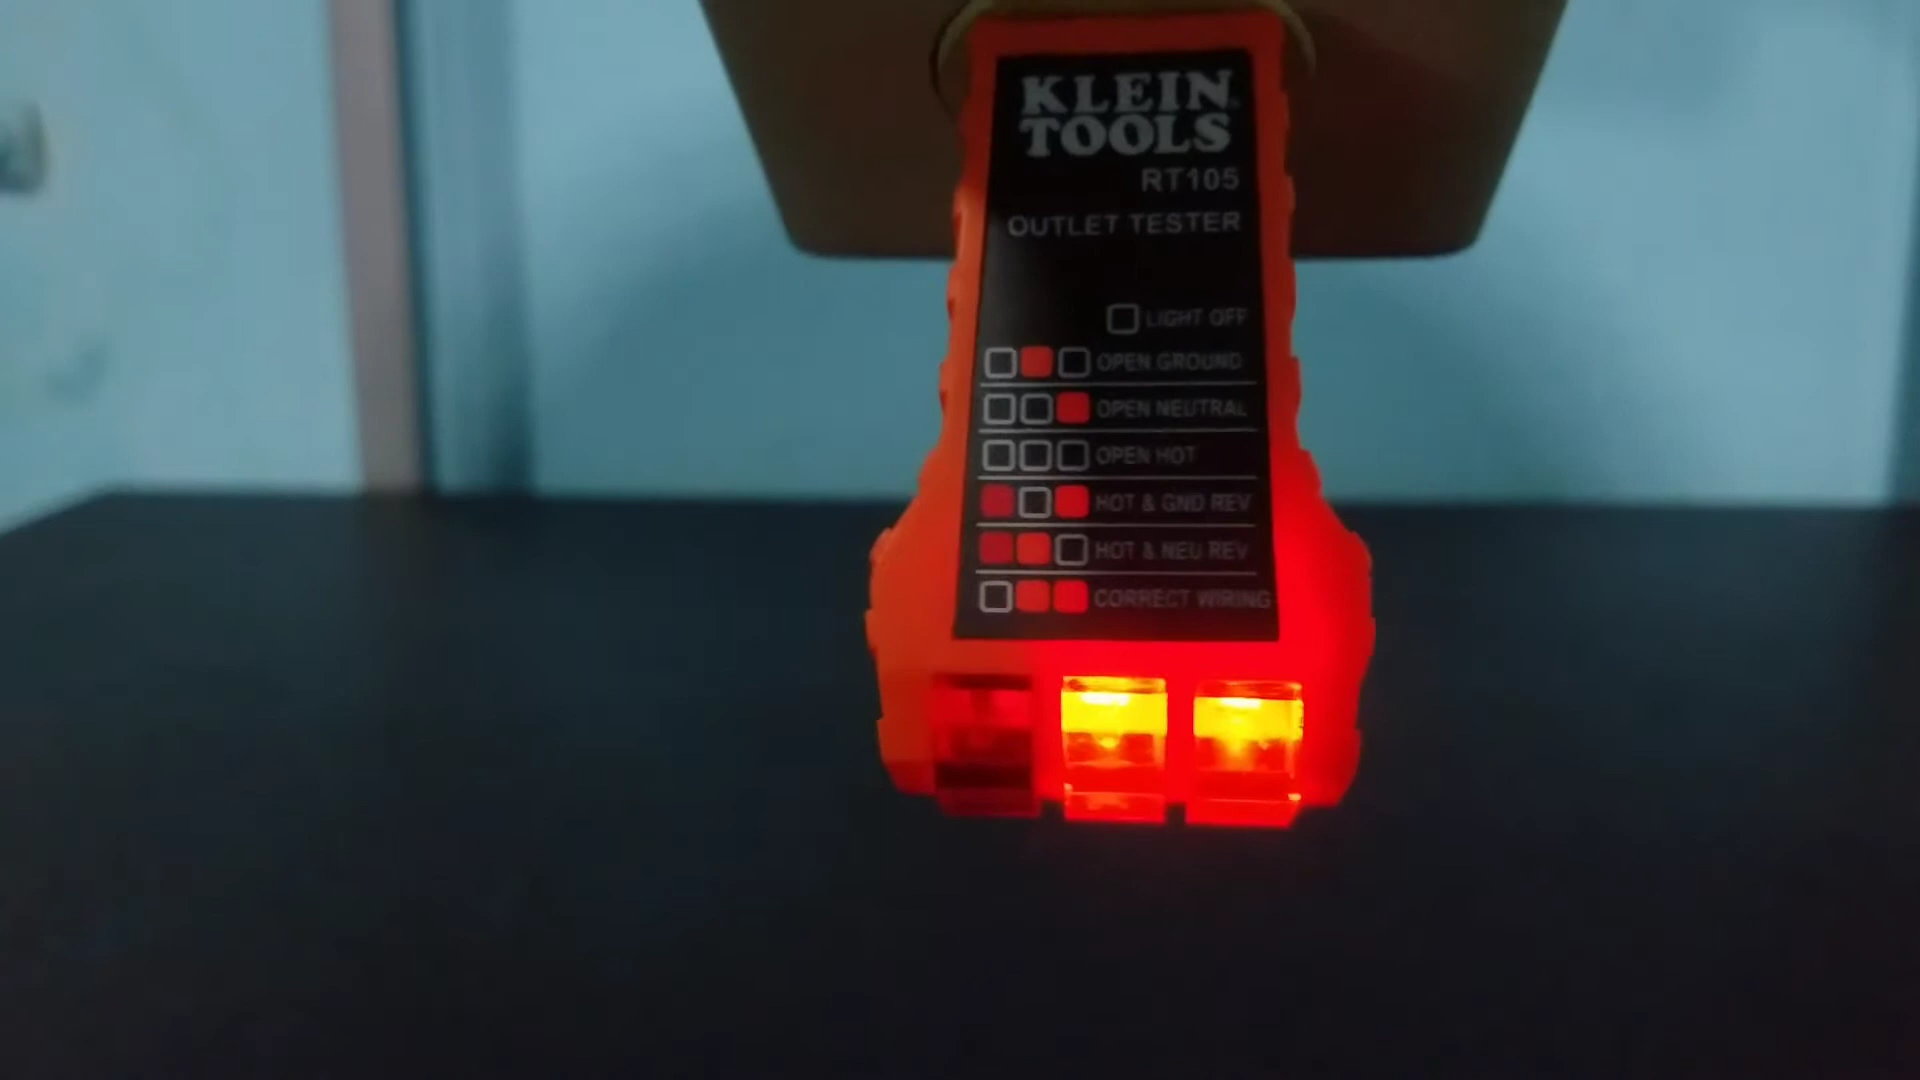 KLEIN
TOOLS
RT105
OUTLET TESTER
LIGHT OFF
OPEN GROUND
OPEN NEUTRAL
OPEN HOT
HOT & GND REV
HOT & NEU REV
CORRECT WIRING